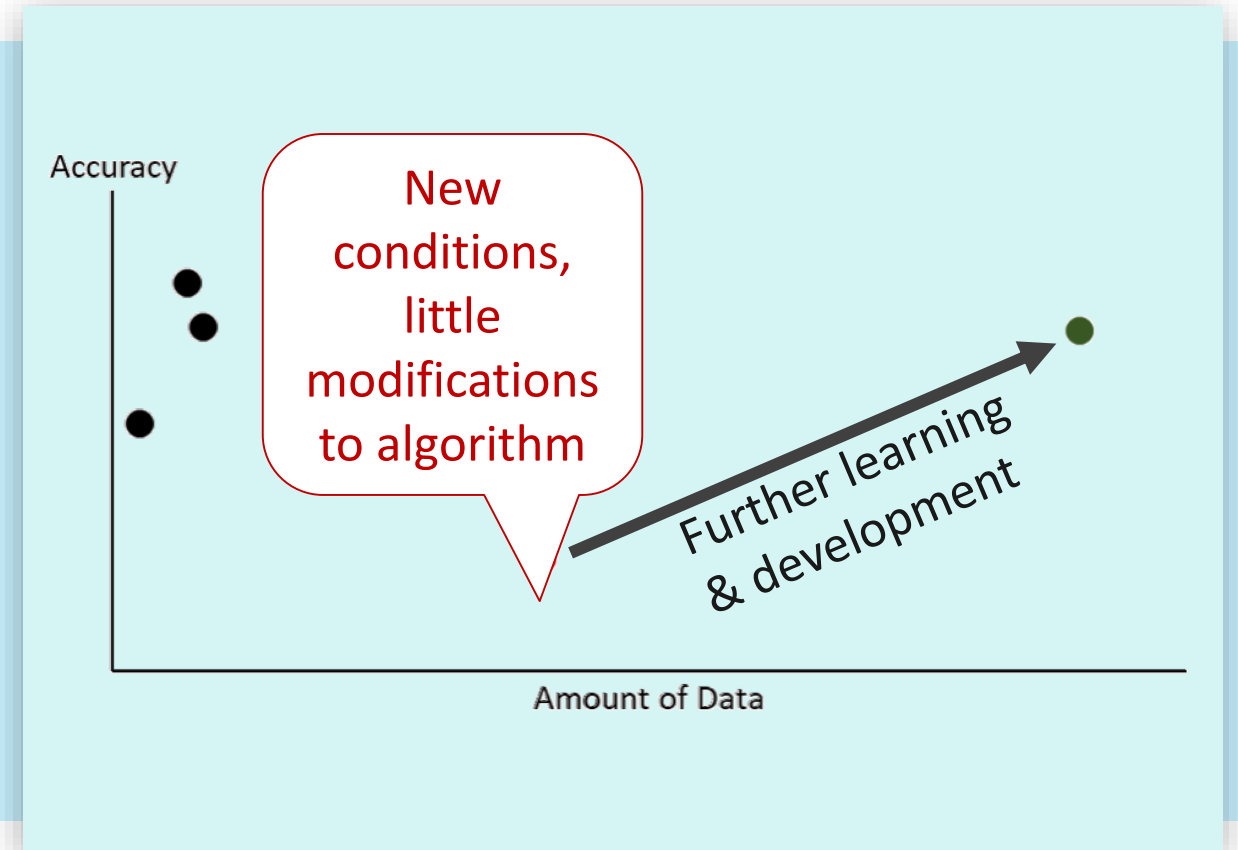 Accuracy
New
conditions,
little
modifications
to algorithm
Further learning
& development
Amount of Data